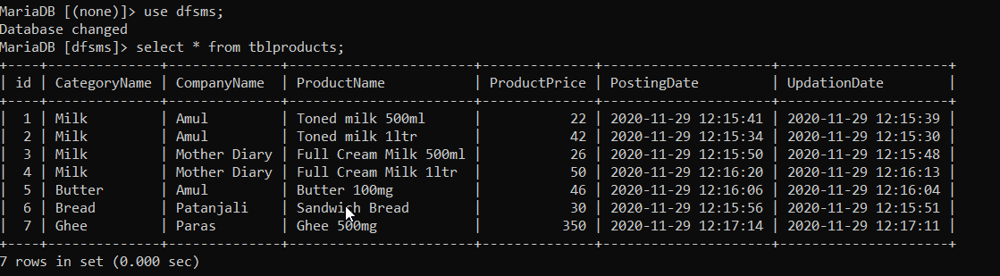 MariaDB [(none)]> use dfsms;
Database changed
MariaDB [dfsms]> select * from tblproducts;
+----+--------------+--------------+----------------------+--------------+---------------------+---------------------+
| id | CategoryName | CompanyName  | ProductName          | ProductPrice | PostingDate         | UpdationDate        |
+----+--------------+--------------+----------------------+--------------+---------------------+---------------------+
|  1 | Milk         | Amul         | Toned milk 500ml     |           22 | 2020-11-29 12:15:41 | 2020-11-29 12:15:39 |
|  2 | Milk         | Amul         | Toned milk 1ltr      |           42 | 2020-11-29 12:15:34 | 2020-11-29 12:15:30 |
|  3 | Milk         | Mother Diary | Full Cream Milk 500ml |           26 | 2020-11-29 12:15:50 | 2020-11-29 12:15:48 |
|  4 | Milk         | Mother Diary | Full Cream Milk 1ltr |           50 | 2020-11-29 12:16:20 | 2020-11-29 12:16:13 |
|  5 | Butter       | Amul         | Butter 100mg         |           46 | 2020-11-29 12:16:06 | 2020-11-29 12:16:04 |
|  6 | Bread        | Patanjali    | Sandwich Bread       |           30 | 2020-11-29 12:15:56 | 2020-11-29 12:15:51 |
|  7 | Ghee         | Paras        | Ghee 500mg           |          350 | 2020-11-29 12:17:14 | 2020-11-29 12:17:11 |
+----+--------------+--------------+----------------------+--------------+---------------------+---------------------+
7 rows in set (0.000 sec)